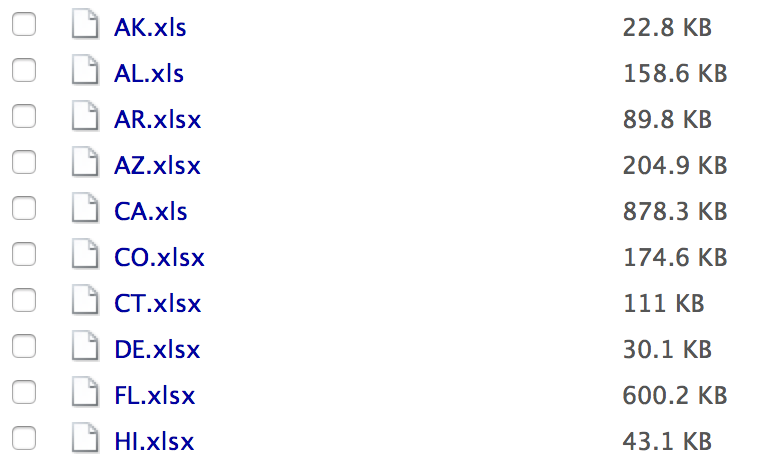 AK.xls 22.8 KB
AL.xls 158.6 KB
AR.xlsx 89.8 KB
AZ.xlsx 204.9 KB
CA.xls 878.3 KB
CO.xlsx 174.6 KB
CT.xlsx 111 KB
DE.xlsx 30.1 KB
FL.xlsx 600.2 KB
HI.xlsx 43.1 KB